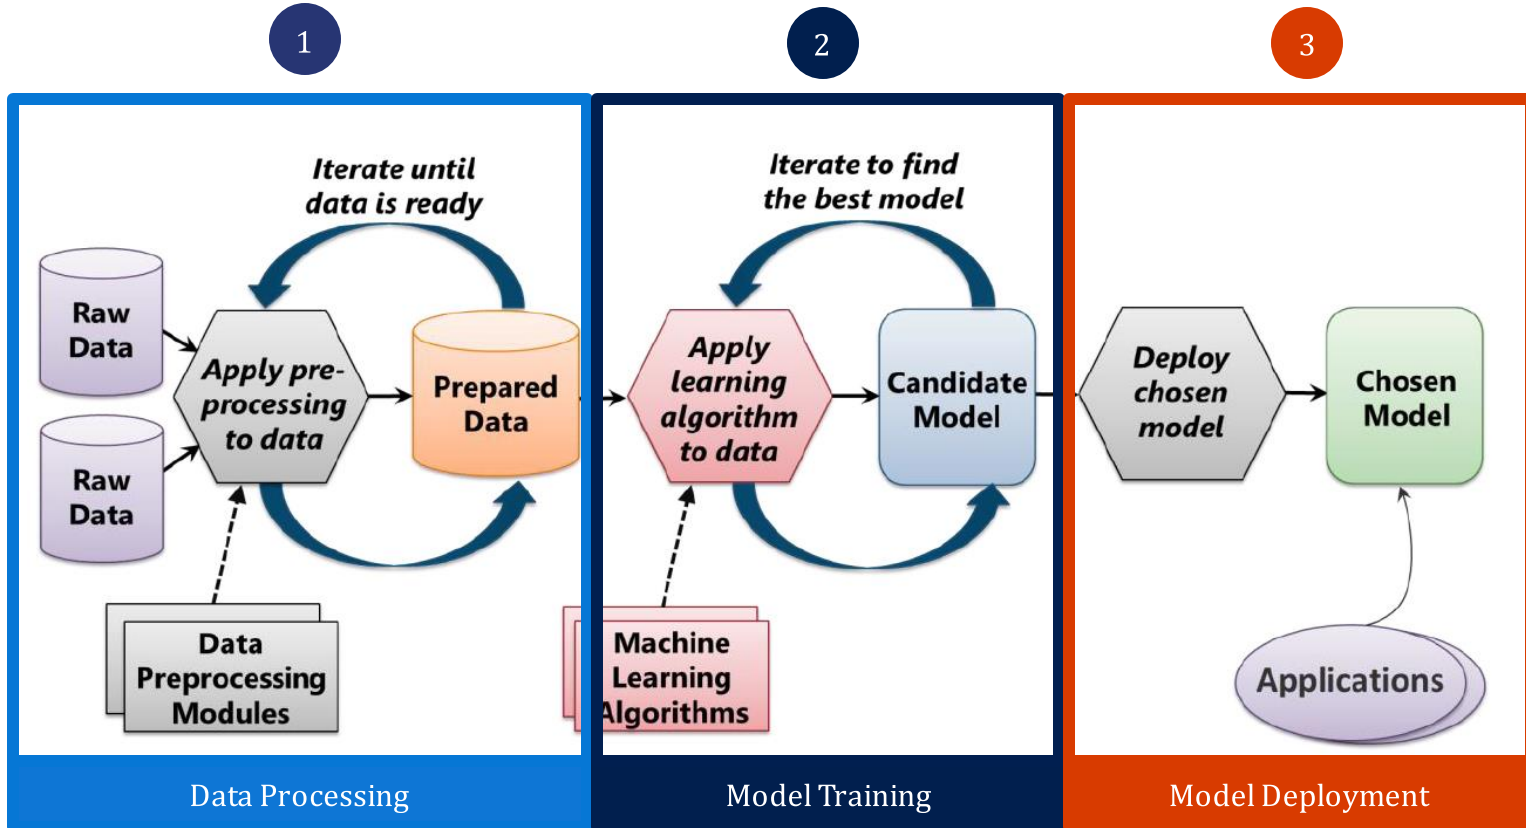 1
2
3
Iterate until
data is ready
Raw
Data
Raw
Data
Apply pre-
processing
to data
Prepared
Data
Data
Preprocessing
Modules
Data Processing
Iterate to find
the best model
Apply
learning
algorithm
to data
Candidate
Model
Machine
Learning
Algorithms
Model Training
Deploy
chosen
model
Chosen
Model
Applications
Model Deployment